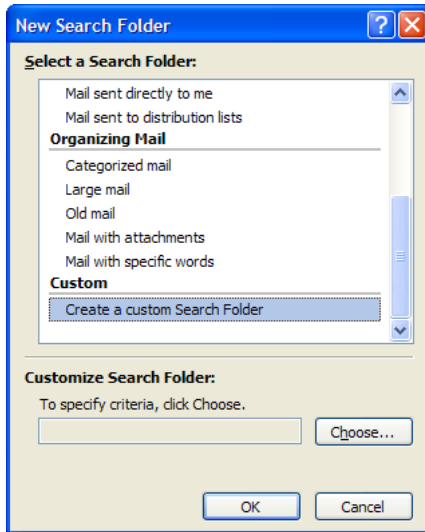 New Search Folder
Select a Search Folder:
Mail sent directly to me
Mail sent to distribution lists
Organizing Mail
Categorized mail
Large mail
Old mail
Mail with attachments
Mail with specific words
Custom
Create a custom Search Folder
Customize Search Folder:
To specify criteria, click Choose.
Choose...
OK Cancel